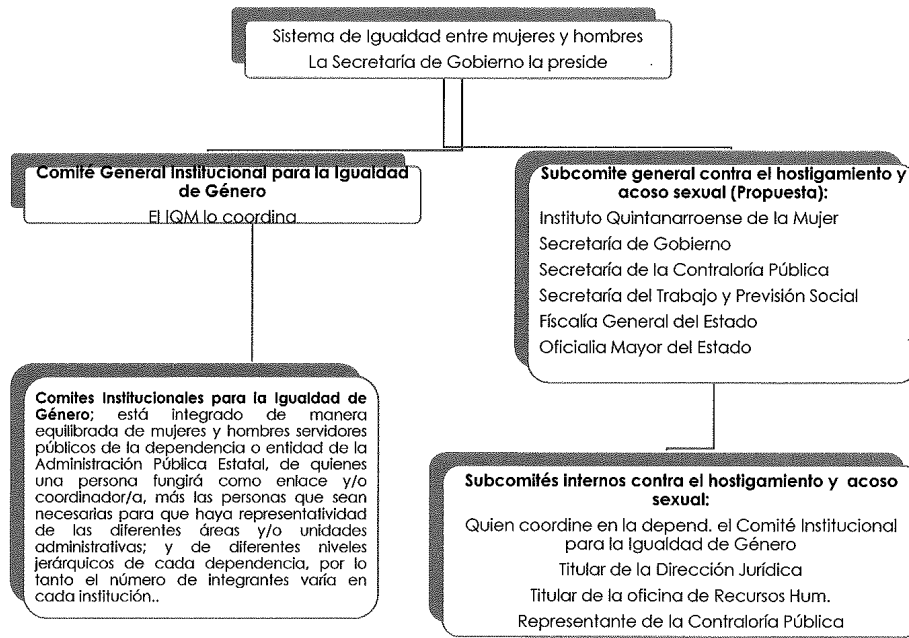 Sistema de Igualdad entre mujeres y hombres
La Secretaría de Gobierno la preside
Comité General Institucional para la Igualdad
de Género
El IQM lo coordina
Subcomite general contra el hostigamiento y
acoso sexual (Propuesta):
Instituto Quintanarroense de la Mujer
Secretaría de Gobierno
Secretaría de la Contraloría Pública
Secretaría del Trabajo y Previsión Social
Fiscalía General del Estado
Oficialia Mayor del Estado
Comites Institucionales para la Igualdad de
Género; está integrado de manera
equilibrada de mujeres y hombres servidores
públicos de la dependencia o entidad de la
Administración Pública Estatal, de quienes
una persona fungirá como enlace y/o
coordinador/a, más las personas que sean
necesarias para que haya representatividad
de las diferentes áreas y/o unidades
administrativas; y de diferentes niveles
jerárquicos de cada dependencia, por lo
tanto el número de integrantes varía en
cada institución..
Subcomités internos contra el hostigamiento y acoso
sexual:
Quien coordine en la depend. el Comité Institucional
para la Igualdad de Género
Titular de la Dirección Jurídica
Titular de la oficina de Recursos Hum.
Representante de la Contraloría Pública